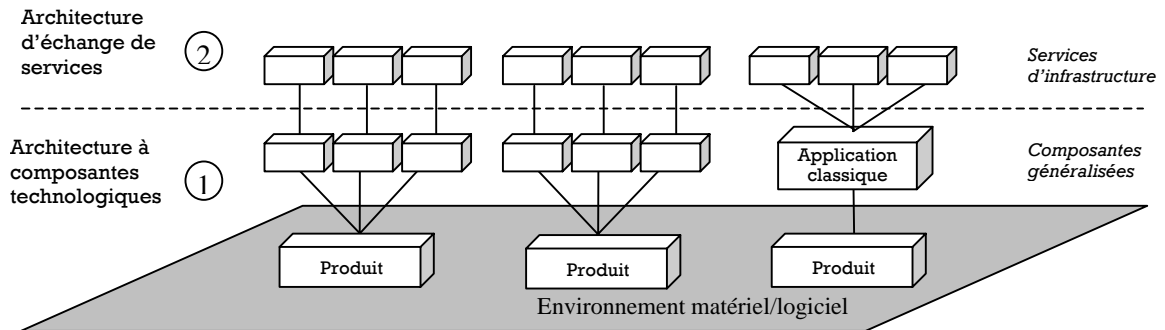 Architecture
d'échange de
services
2
Services
d'infrastructure
Architecture à
composantes
technologiques
1
Application
classique
Composantes
généralisées
Produit
Produit
Produit
Environnement matériel/logiciel